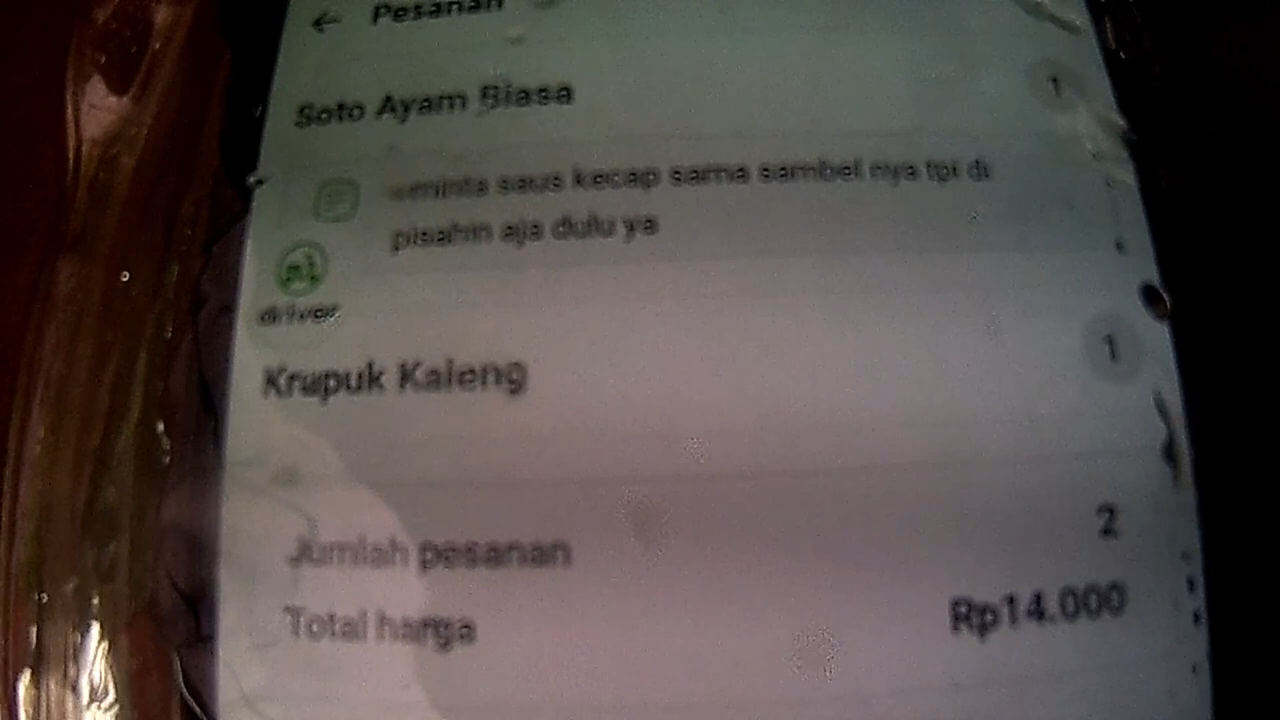 ← Pesanan
Soto Ayam Biasa
1
minta saus kecap sama sambel nya tpi di
pisahin aja dulu ya
driver
Krupuk Kaleng
1
Jumlah pesanan
2
Total harga
Rp14.000